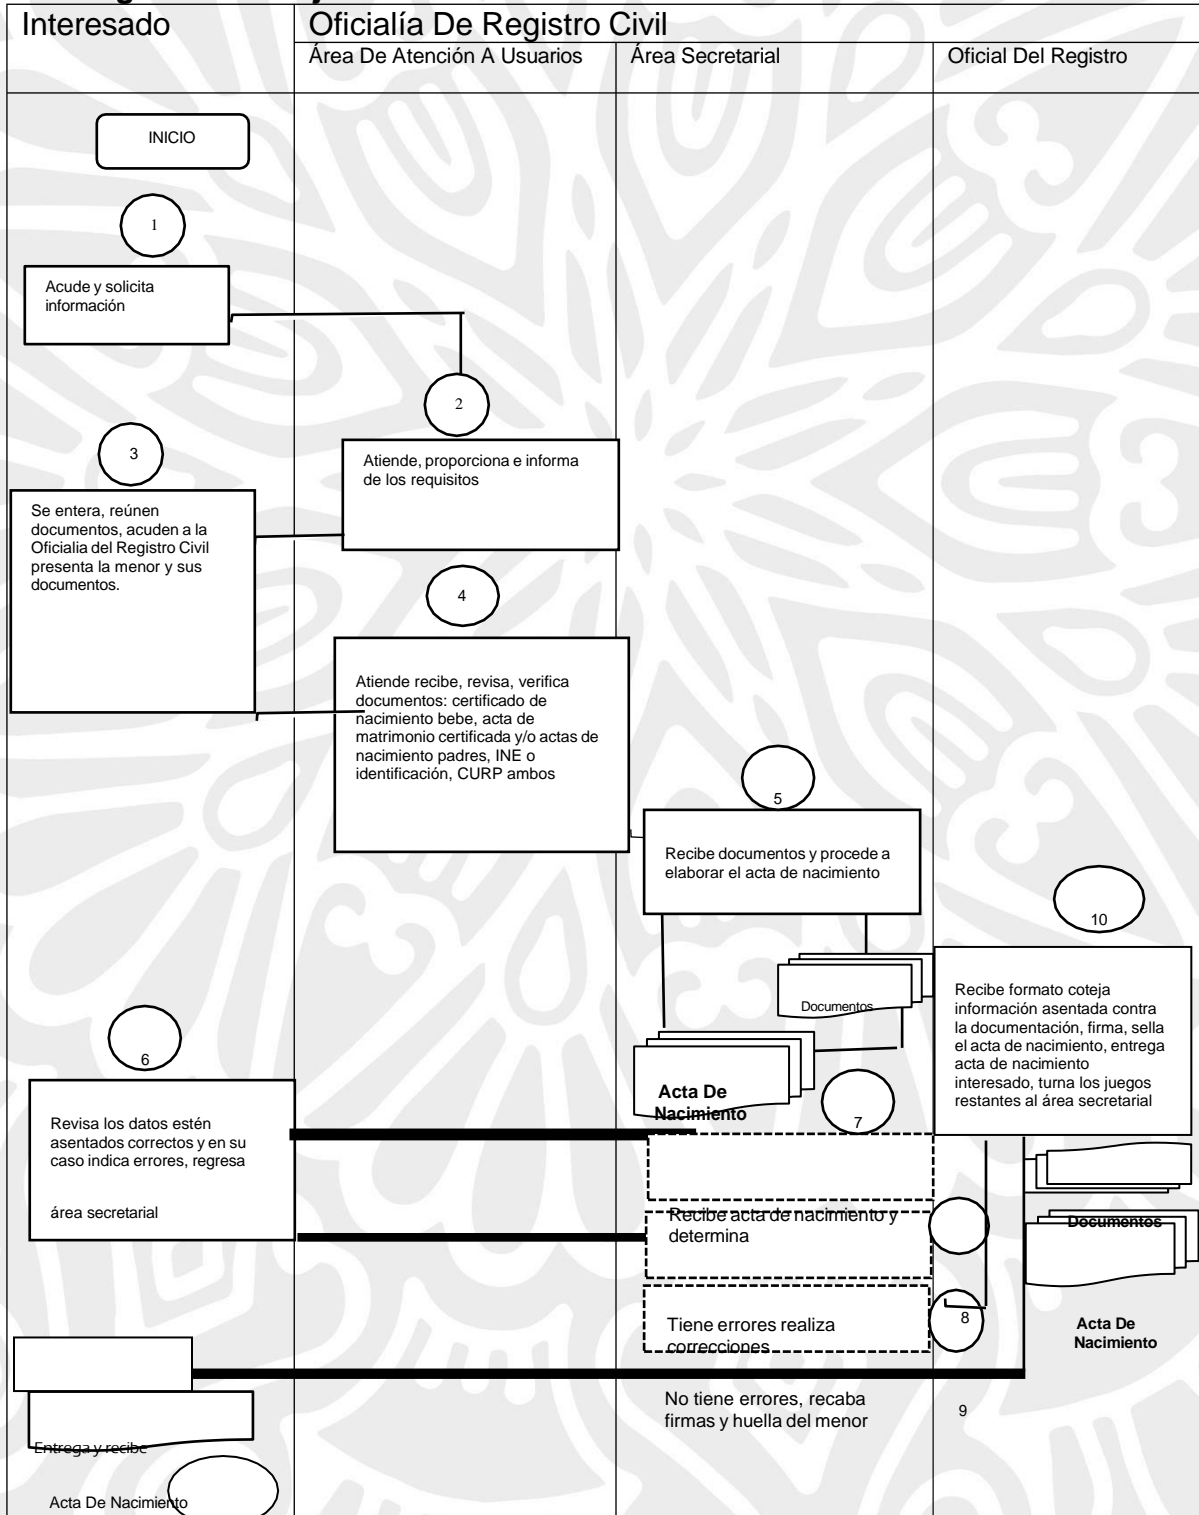 Interesado
Oficialía De Registro Civil
Área De Atención A Usuarios
Área Secretarial
Oficial Del Registro
INICIO
1
Acude y solicita
información
2
Atiende, proporciona e informa
de los requisitos
3
Se entera, reúnen
documentos, acuden a la
Oficialia del Registro Civil
presenta la menor y sus
documentos.
4
Atiende recibe, revisa, verifica
documentos: certificado de
nacimiento bebe, acta de
matrimonio certificada y/o actas de
nacimiento padres, INE o
identificación, CURP ambos
5
Recibe documentos y procede a
elaborar el acta de nacimiento
Documentos
Acta De
Nacimiento
6
Revisa los datos estén
asentados correctos y en su
caso indica errores, regresa
área secretarial
7
Recibe acta de nacimiento y
determina
8
Tiene errores realiza
correcciones
No tiene errores, recaba
firmas y huella del menor
9
10
Recibe formato coteja
información asentada contra
la documentación, firma, sella
el acta de nacimiento, entrega
acta de nacimiento
interesado, turna los juegos
restantes al área secretarial
Documentos
Acta De
Nacimiento
Entrega y recibe
Acta De Nacimiento